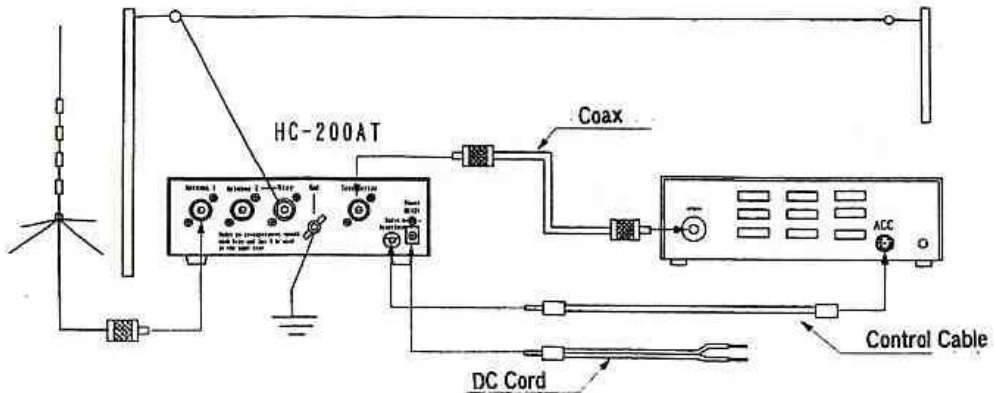 Coax
HC-200AT
Antenna 1
Antenna 2
Wire
Gnd
Transceiver
Power
ACC
Control Cable
DC Cord